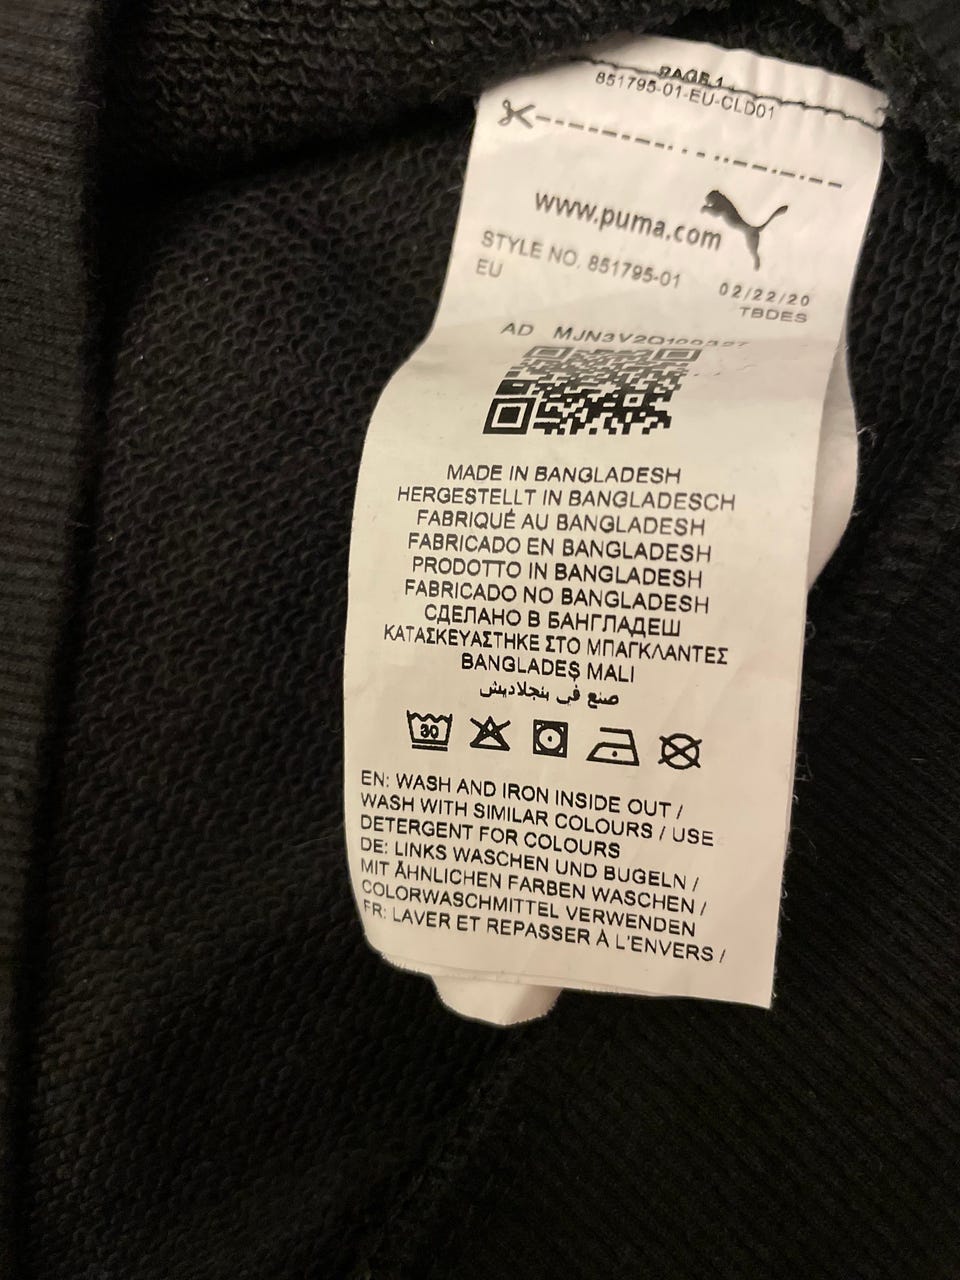 PAGE 1
851795-01-EU-CLD01
www.puma.com
STYLE NO. 851795-01
EU
02/22/20
TBDES
AD
MADE IN BANGLADESH
HERGESTELLT IN BANGLADESCH
FABRIQUÉ AU BANGLADESH
FABRICADO EN BANGLADESH
PRODOTTO IN BANGLADESH
FABRICADO NO BANGLADESH
СДЕЛАНО В БАНГЛАДЕШ
ΚΑΤΑΣΚΕΥΑΣΤΗΚΕ ΣΤΟ ΜΠΑΓΚΛΑΝΤΕΣ
BANGLADEŞ MALI
صنع في بنجلاديش
30
EN: WASH AND IRON INSIDE OUT /
WASH WITH SIMILAR COLOURS / USE
DETERGENT FOR COLOURS
DE: LINKS WASCHEN UND BUGELN /
MIT ÄHNLICHEN FARBEN WASCHEN /
COLORWASCHMITTEL VERWENDEN
FR: LAVER ET REPASSER À L'ENVERS /